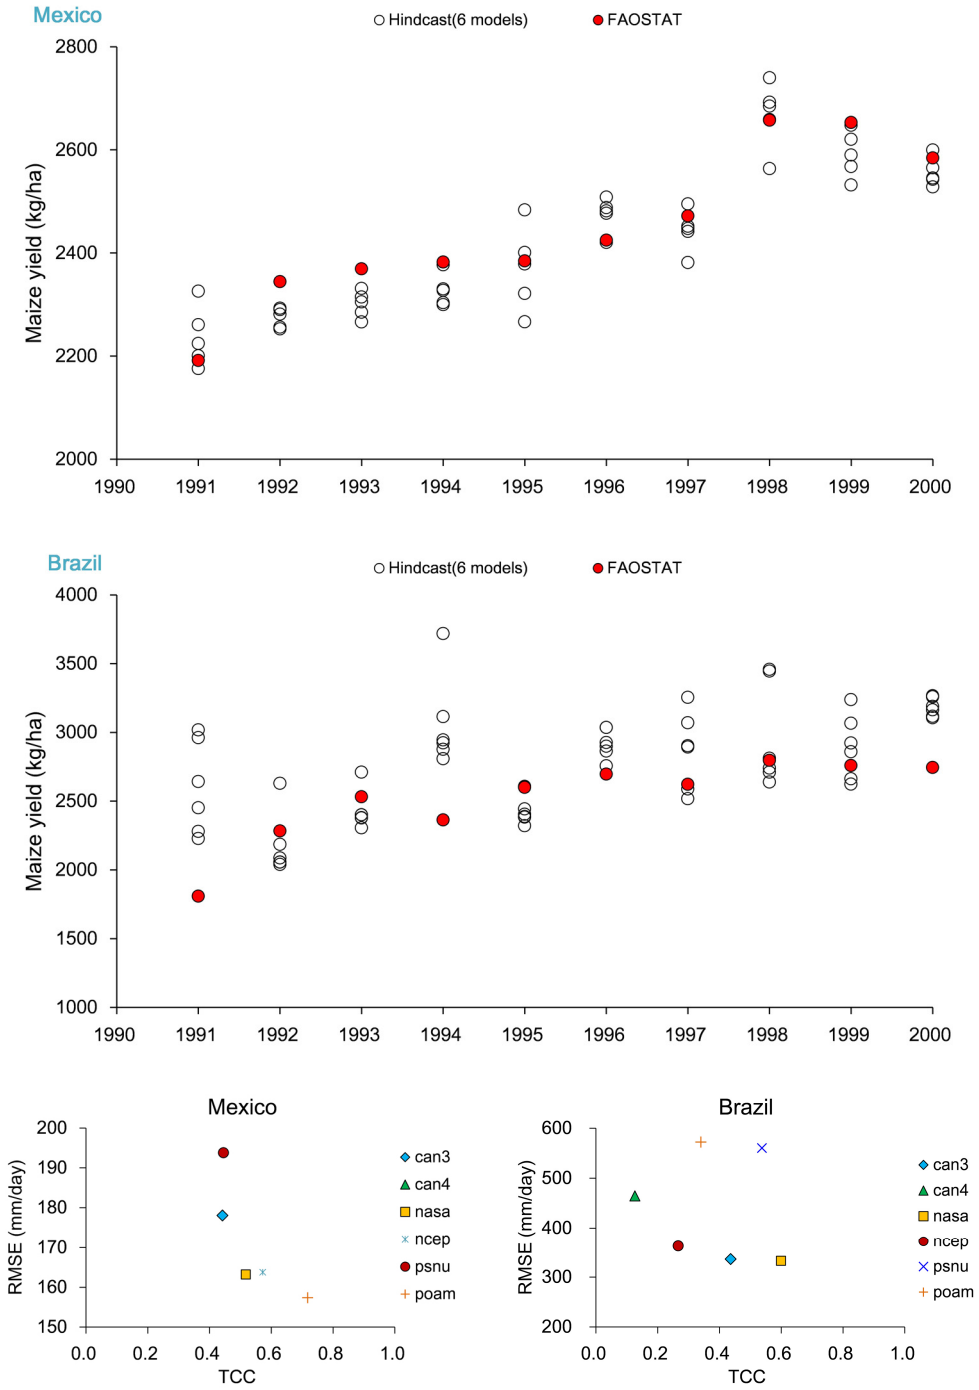 Mexico
Hindcast(6 models) FAOSTAT
Maize yield (kg/ha)
2800
2600
2400
2200
2000
1990 1991 1992 1993 1994 1995 1996 1997 1998 1999 2000
Brazil
Hindcast(6 models) FAOSTAT
Maize yield (kg/ha)
4000
3500
3000
2500
2000
1500
1000
1990 1991 1992 1993 1994 1995 1996 1997 1998 1999 2000
Mexico
RMSE (mm/day)
200
190
180
170
160
150
0.0 0.2 0.4 0.6 0.8 1.0
TCC
can3
can4
nasa
ncep
psnu
poam
Brazil
RMSE (mm/day)
600
500
400
300
200
0.0 0.2 0.4 0.6 0.8 1.0
TCC
can3
can4
nasa
ncep
psnu
poam